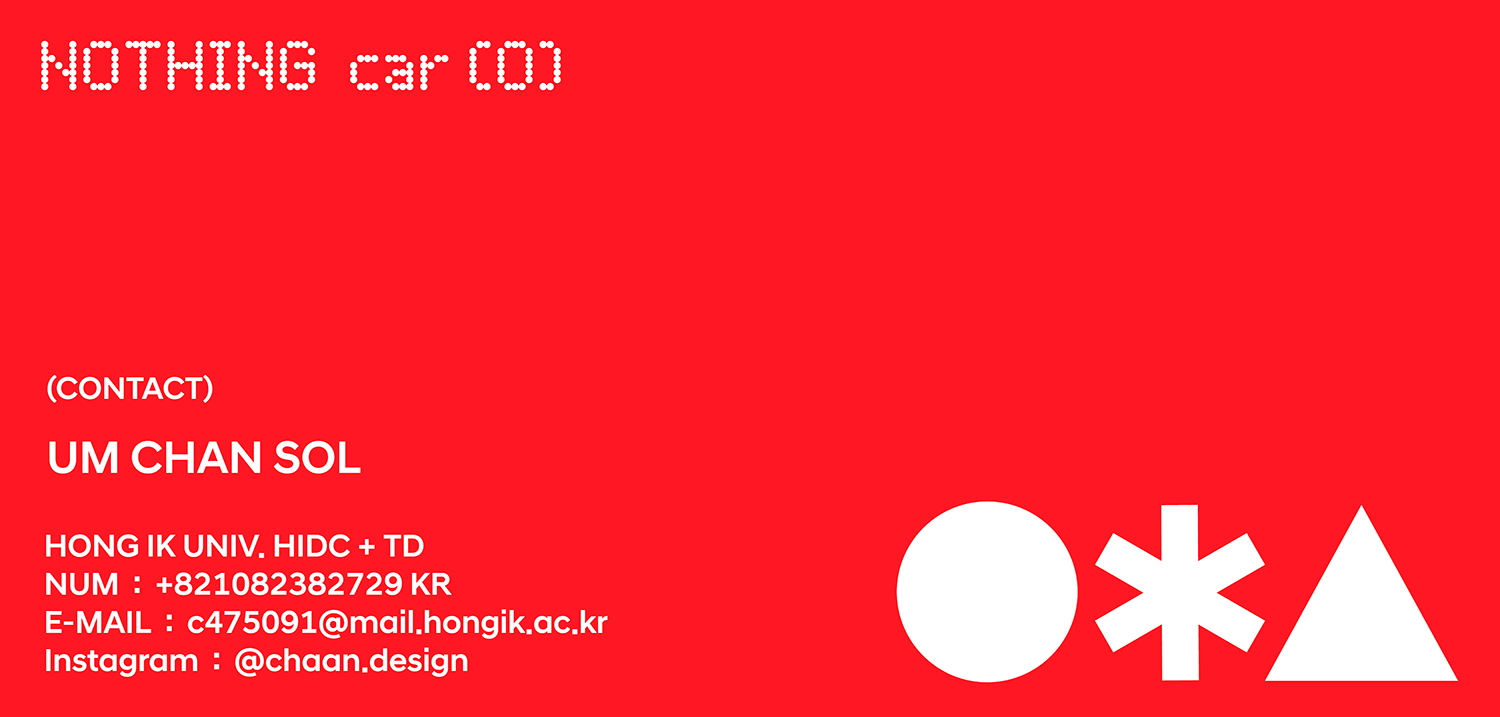 NOTHING car (O)
(CONTACT)
UM CHAN SOL
HONG IK UNIV. HIDC + TD
NUM : +821082382729 KR
E-MAIL : c475091@mail.hongik.ac.kr
Instagram : @chaan.design